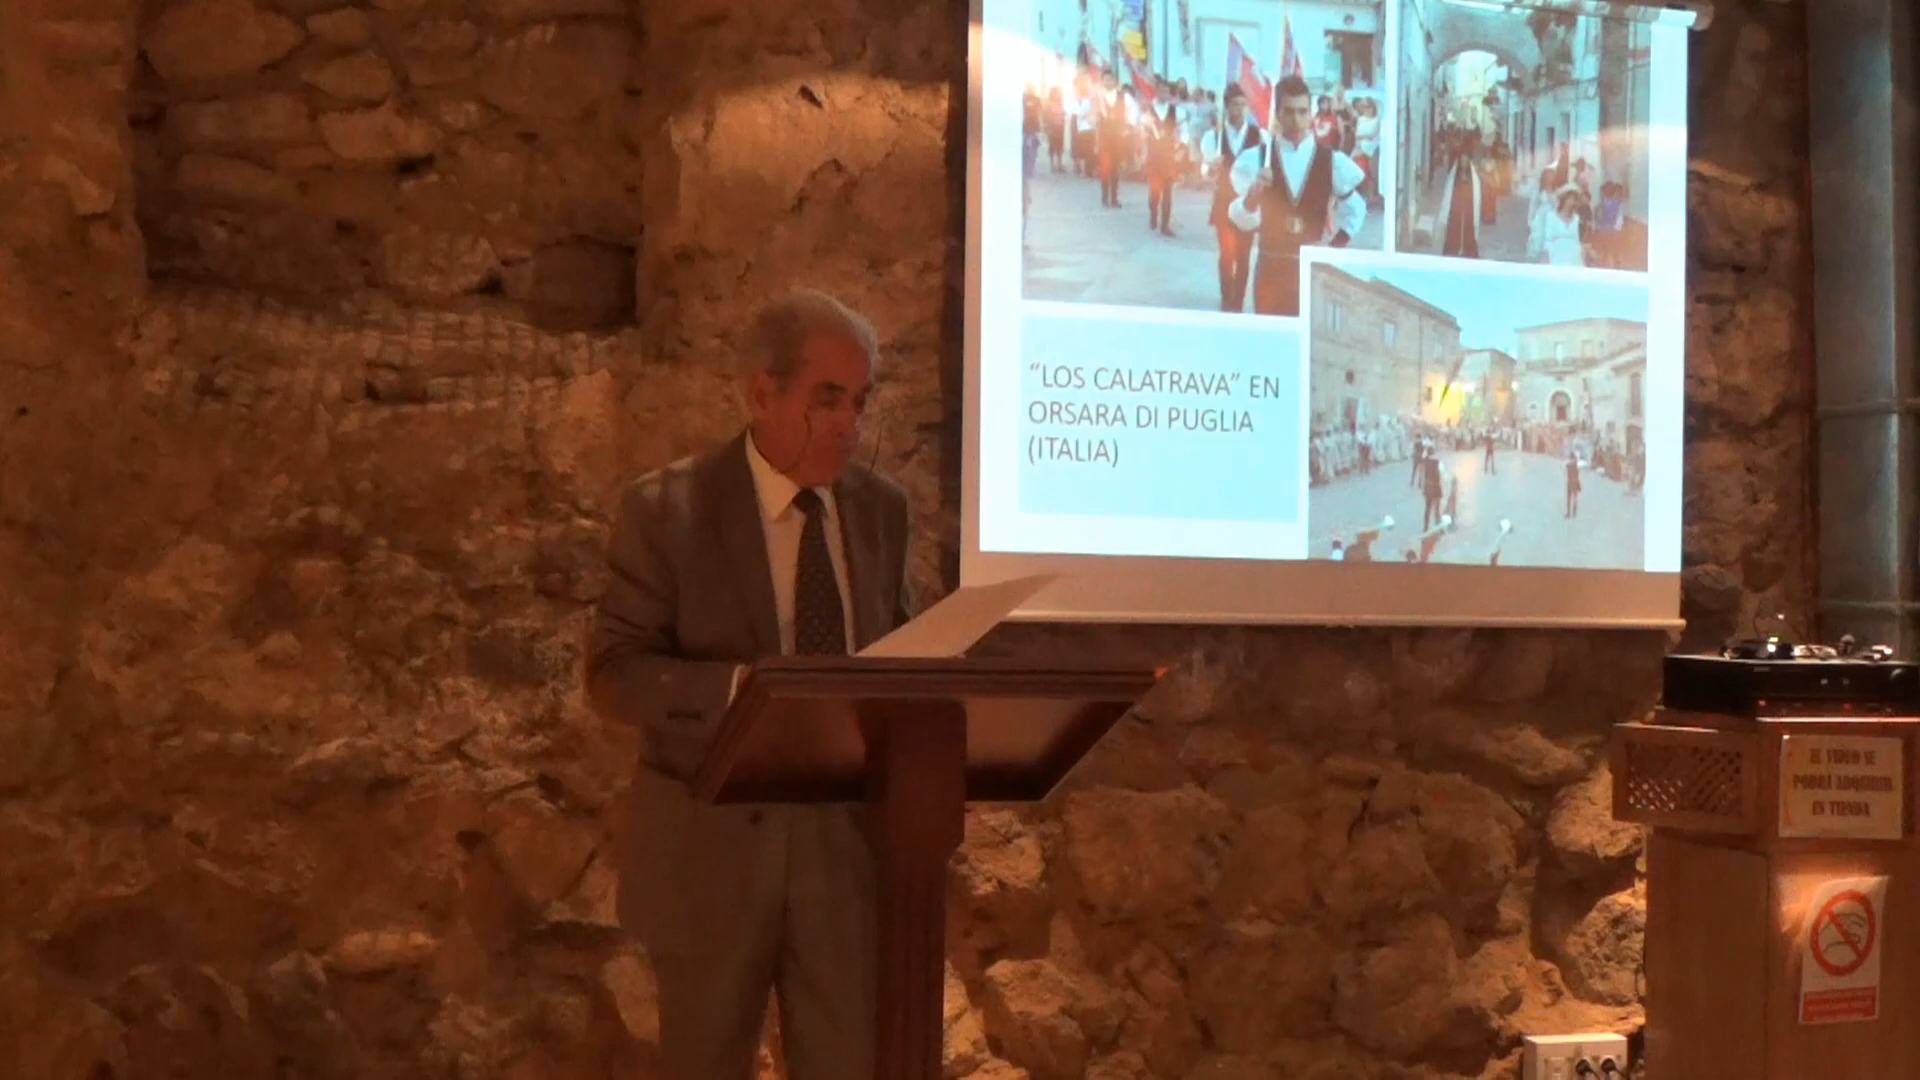 “LOS CALATRAVA” EN
ORSARA DI PUGLIA
(ITALIA)
EL VIDEO SE
PODRÁ ADQUIRIR
EN TIENDA